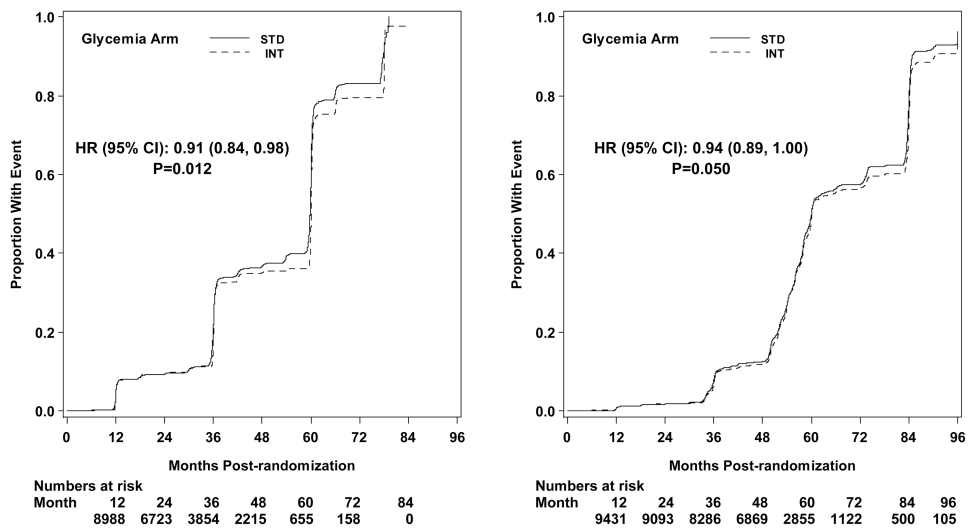 1.0
0.8
0.6
0.4
0.2
0.0
Proportion With Event
Glycemia Arm
STD
INT
HR (95% CI): 0.91 (0.84, 0.98)
P=0.012
0 12 24 36 48 60 72 84 96
Months Post-randomization
Numbers at risk
Month 12 24 36 48 60 72 84
8988 6723 3854 2215 655 158 0
1.0
0.8
0.6
0.4
0.2
0.0
Proportion With Event
Glycemia Arm
STD
INT
HR (95% CI): 0.94 (0.89, 1.00)
P=0.050
0 12 24 36 48 60 72 84 96
Months Post-randomization
Numbers at risk
Month 12 24 36 48 60 72 84 96
9431 9093 8286 6869 2855 1122 500 105